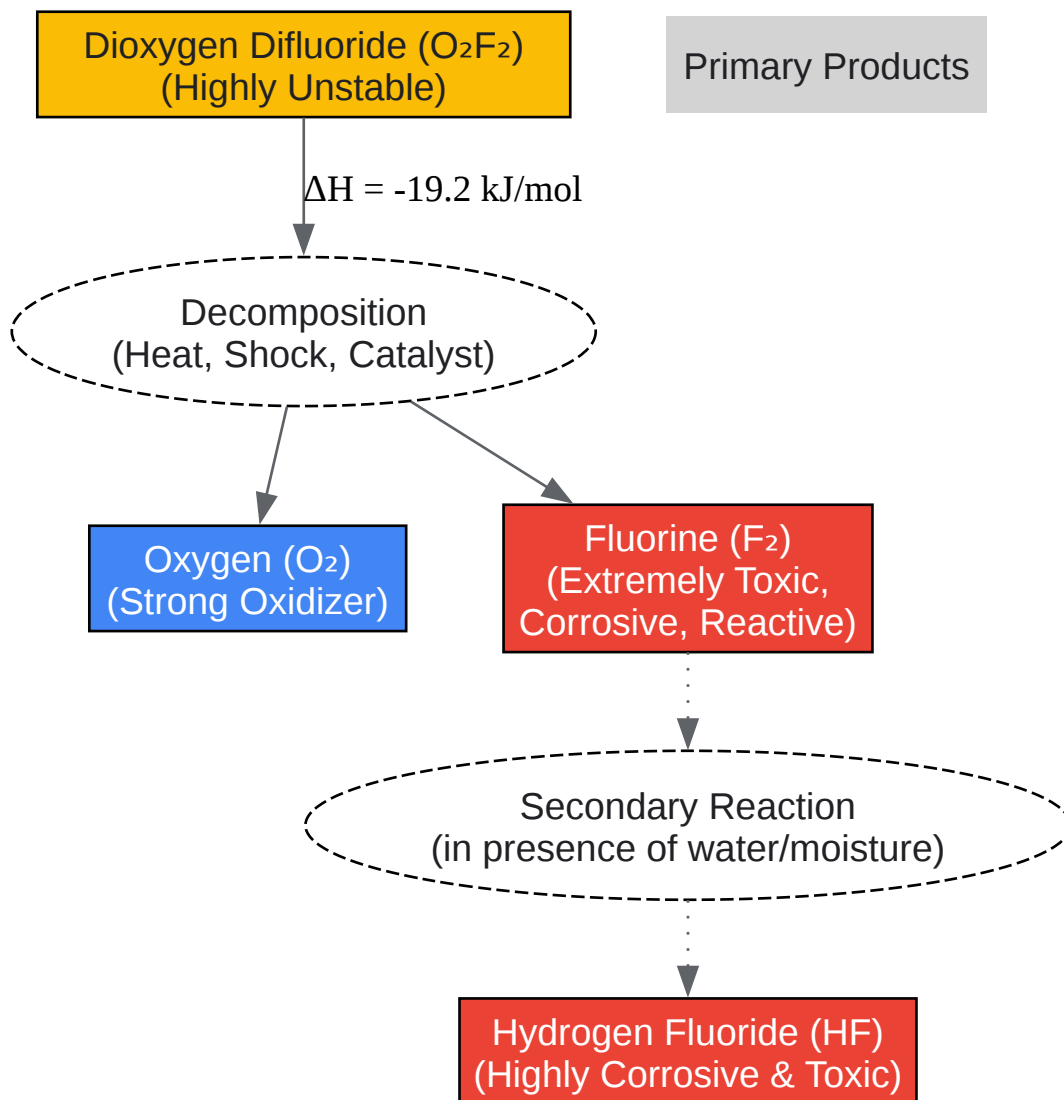 Dioxygen Difluoride (O₂F₂)
(Highly Unstable)
Primary Products
ΔH = -19.2 kJ/mol
Decomposition
(Heat, Shock, Catalyst)
Oxygen (O₂)
(Strong Oxidizer)
Fluorine (F₂)
(Extremely Toxic,
Corrosive, Reactive)
Secondary Reaction
(in presence of water/moisture)
Hydrogen Fluoride (HF)
(Highly Corrosive & Toxic)